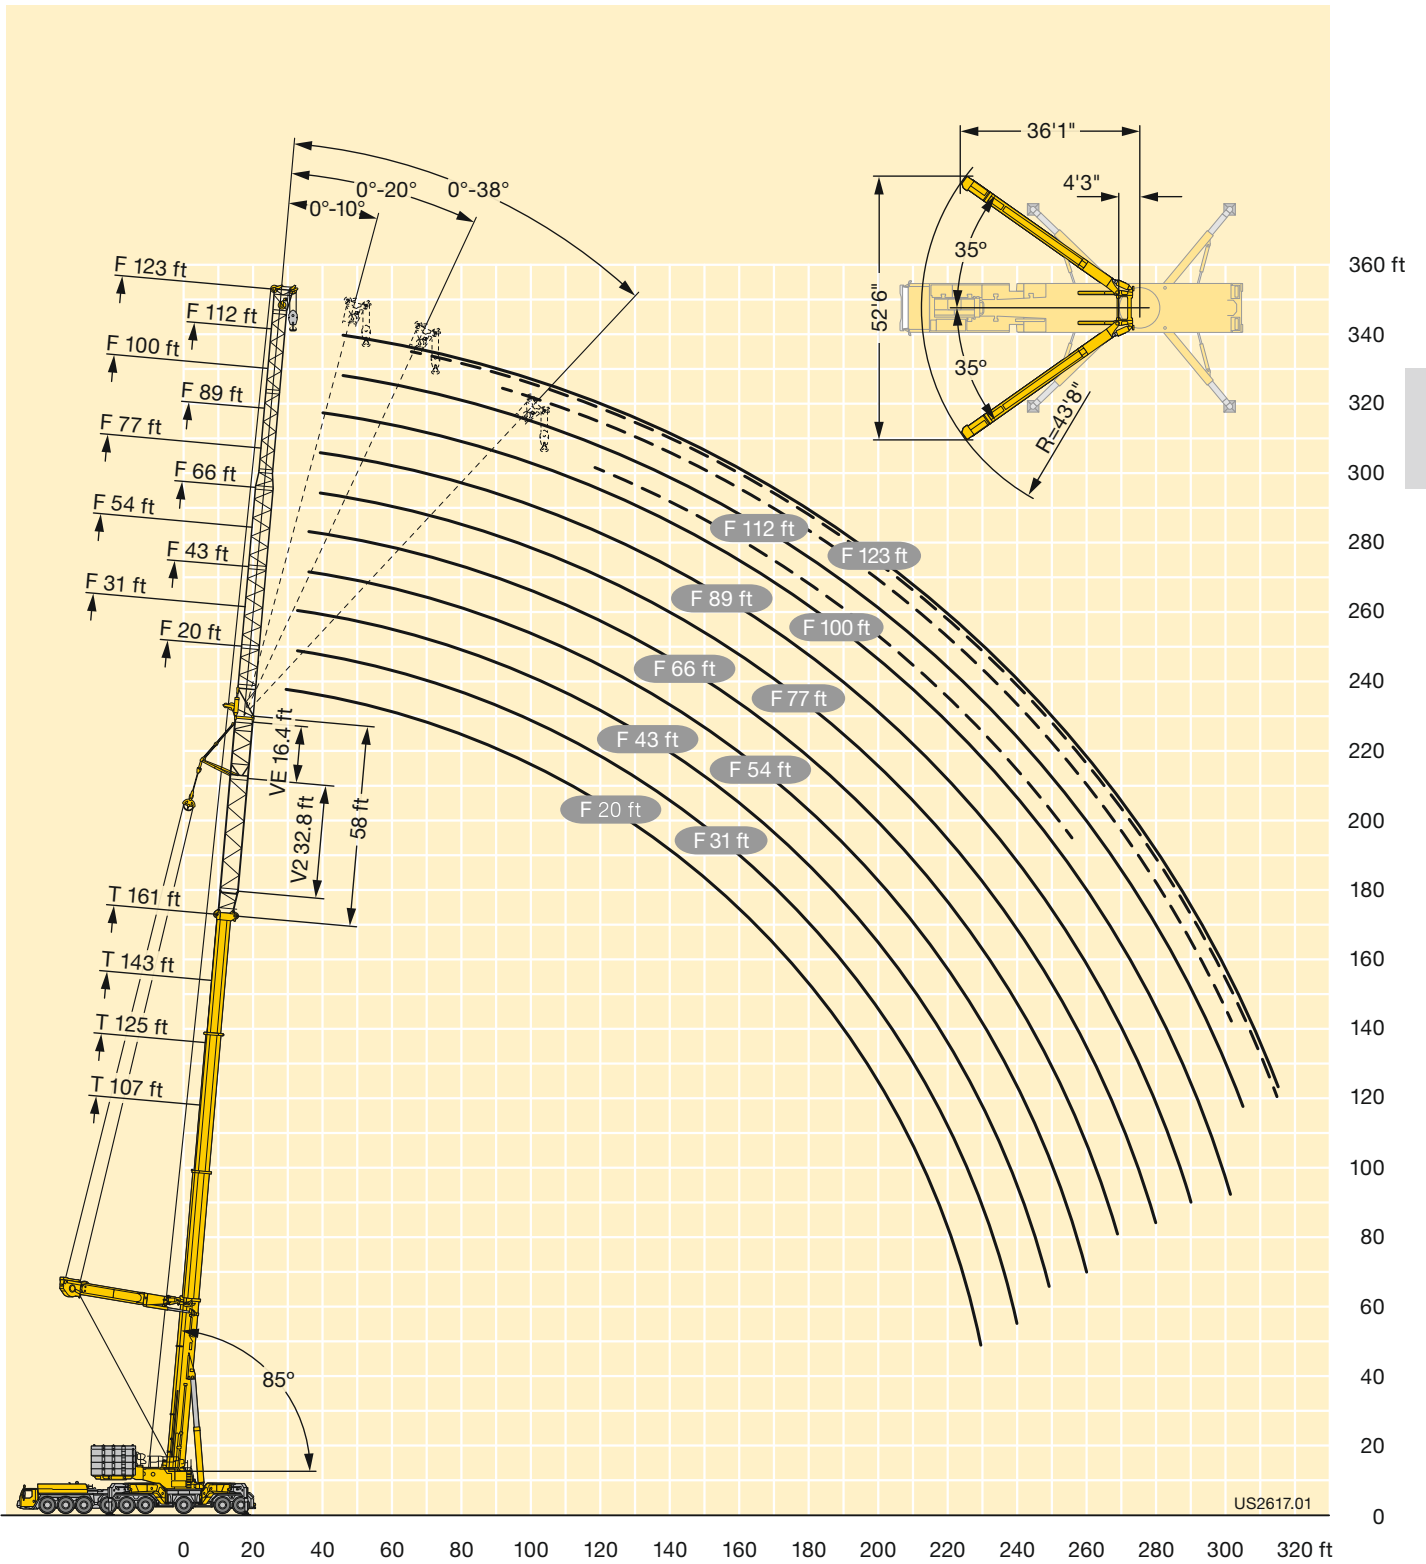 36'1"
4'3"
0°-20°
0°-38°
0°-10°
35°
52'6"
35°
R=43'8"
F 123 ft
F 112 ft
F 100 ft
F 89 ft
F 77 ft
F 66 ft
F 54 ft
F 43 ft
F 31 ft
F 20 ft
VE 16.4 ft
V2 32.8 ft
58 ft
T 161 ft
T 143 ft
T 125 ft
T 107 ft
85°
F 112 ft
F 123 ft
F 89 ft
F 100 ft
F 66 ft
F 77 ft
F 43 ft
F 54 ft
F 20 ft
F 31 ft
360 ft
340
320
300
280
260
240
220
200
180
160
140
120
100
80
60
40
20
0
US2617.01
0 20 40 60 80 100 120 140 160 180 200 220 240 260 280 300 320 ft